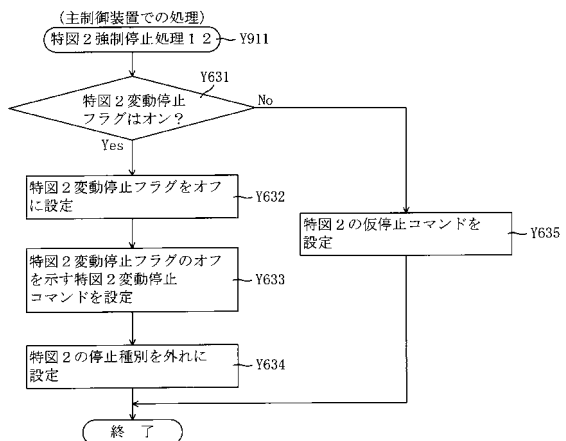 (主制御装置での処理)
特図2強制停止処理12
Y911
Y631
特図2変動停止
フラグはオン?
No
Yes
特図2変動停止フラグをオフ
に設定
Y632
特図2の仮停止コマンドを
設定
Y635
特図2変動停止フラグのオフ
を示す特図2変動停止
コマンドを設定
Y633
特図2の停止種別を外れに
設定
Y634
終 了